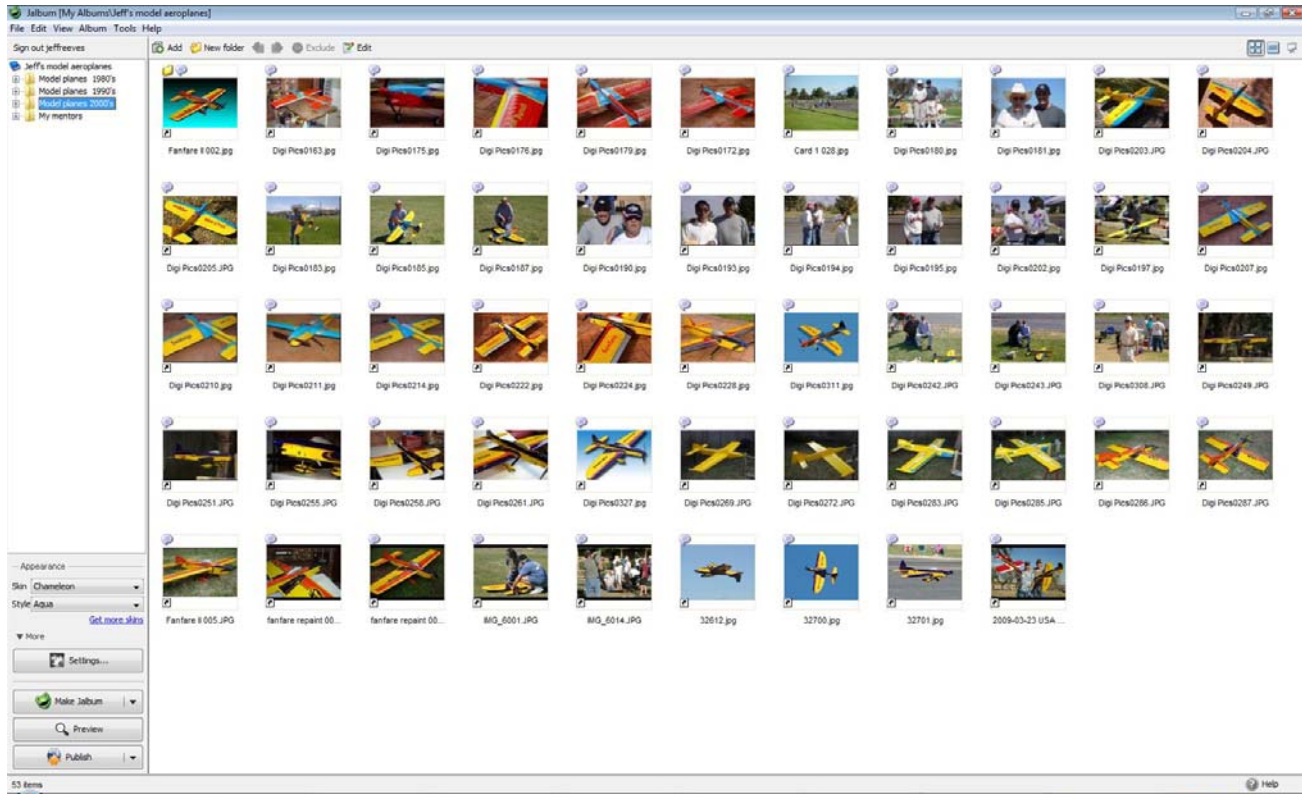 Jalbum [My Albums\Jeff's model aeroplanes]
File Edit View Album Tools Help
Sign out jeffreeves
Add New folder Exclude Edit
Jeff's model aeroplanes
Model planes 1980's
Model planes 1990's
Model planes 2000's
My mentors
Fanfare II 002.jpg Digi Pics0163.jpg Digi Pics0175.jpg Digi Pics0176.jpg Digi Pics0179.jpg Digi Pics0172.jpg Card 1 028.jpg Digi Pics0180.jpg Digi Pics0181.jpg Digi Pics0203.JPG Digi Pics0204.JPG
Digi Pics0205.JPG Digi Pics0183.jpg Digi Pics0185.jpg Digi Pics0187.jpg Digi Pics0190.jpg Digi Pics0193.jpg Digi Pics0194.jpg Digi Pics0195.jpg Digi Pics0202.jpg Digi Pics0197.jpg Digi Pics0207.jpg
Digi Pics0210.jpg Digi Pics0211.jpg Digi Pics0214.jpg Digi Pics0222.jpg Digi Pics0224.jpg Digi Pics0228.jpg Digi Pics0311.jpg Digi Pics0242.JPG Digi Pics0243.JPG Digi Pics0308.JPG Digi Pics0249.JPG
Digi Pics0251.JPG Digi Pics0255.JPG Digi Pics0258.JPG Digi Pics0261.JPG Digi Pics0327.jpg Digi Pics0269.JPG Digi Pics0272.JPG Digi Pics0283.JPG Digi Pics0285.JPG Digi Pics0286.JPG Digi Pics0287.JPG
Fanfare II 005.JPG fanfare repaint 00... fanfare repaint 00... IMG_6001.JPG IMG_6014.JPG 32612.jpg 32700.jpg 32701.jpg 2009-03-23 USA ...
Appearance
Skin Chameleon
Style Aqua
Get more skins
More
Settings...
Make Jalbum
Preview
Publish
53 items
Help